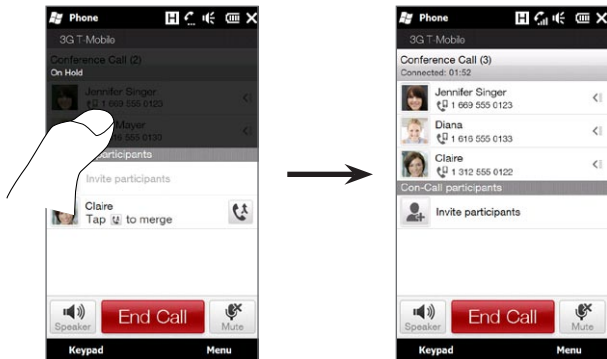 Phone
H
3G T-Mobile
Conference Call (2)
On Hold
Jennifer Singer
1 669 555 0123
Mayer
616 555 0133
participants
Invite participants
Claire
Tap to merge
Speaker
End Call
Mute
Keypad
Menu
Phone
H
3G T-Mobile
Conference Call (3)
Connected: 01:52
Jennifer Singer
1 669 555 0123
Diana
1 616 555 0133
Claire
1 312 555 0122
Con-Call participants
Invite participants
Speaker
End Call
Mute
Keypad
Menu